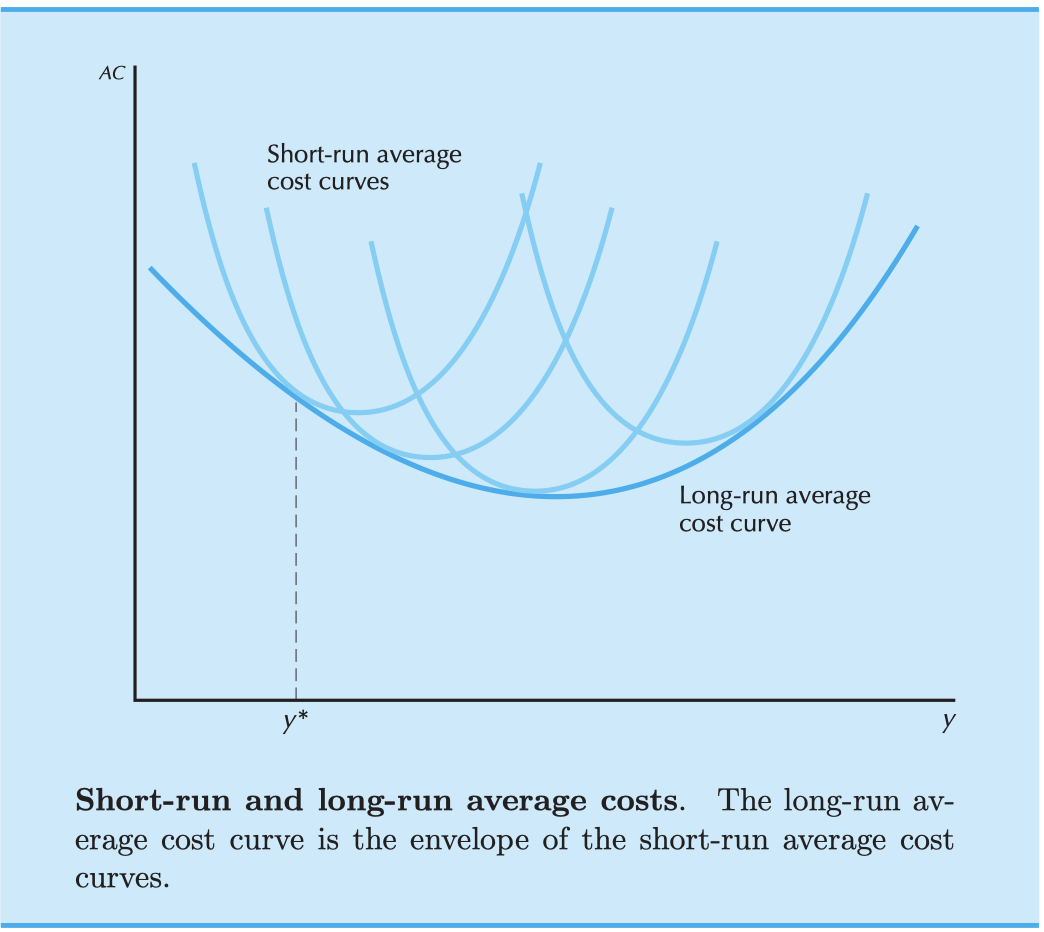 AC
Short-run average
cost curves
Long-run average
cost curve
y*
y
Short-run and long-run average costs. The long-run av-
erage cost curve is the envelope of the short-run average cost
curves.